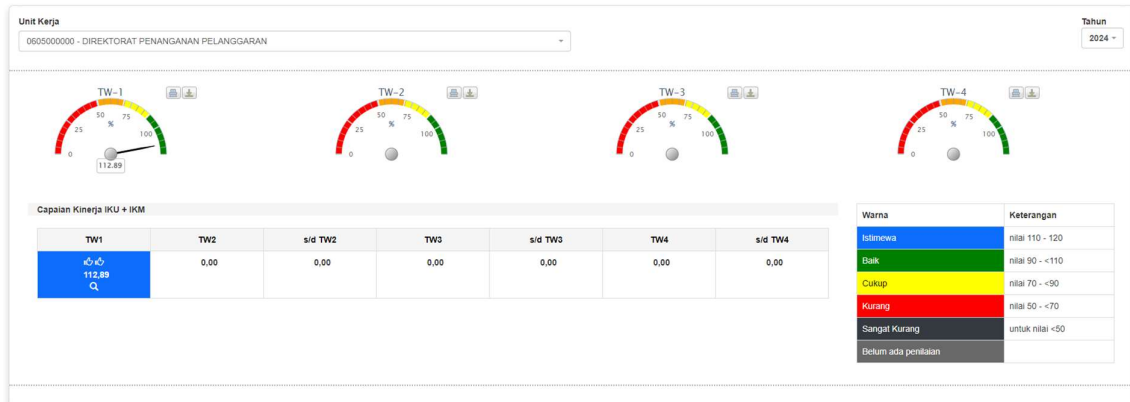 Unit Kerja
Tahun
0605000000 - DIREKTORAT PENANGANAN PELANGGARAN
2024
TW-1
TW-2
TW-3
TW-4
0 25 50 75 100
%
112.89
0 25 50 75 100
%
0 25 50 75 100
%
0 25 50 75 100
%
Capaian Kinerja IKU + IKM
TW1 TW2 s/d TW2 TW3 s/d TW3 TW4 s/d TW4
112,89 0,00 0,00 0,00 0,00 0,00 0,00
Warna Keterangan
Istimewa nilai 110 - 120
Baik nilai 90 - <110
Cukup nilai 70 - <90
Kurang nilai 50 - <70
Sangat Kurang untuk nilai <50
Belum ada penilaian